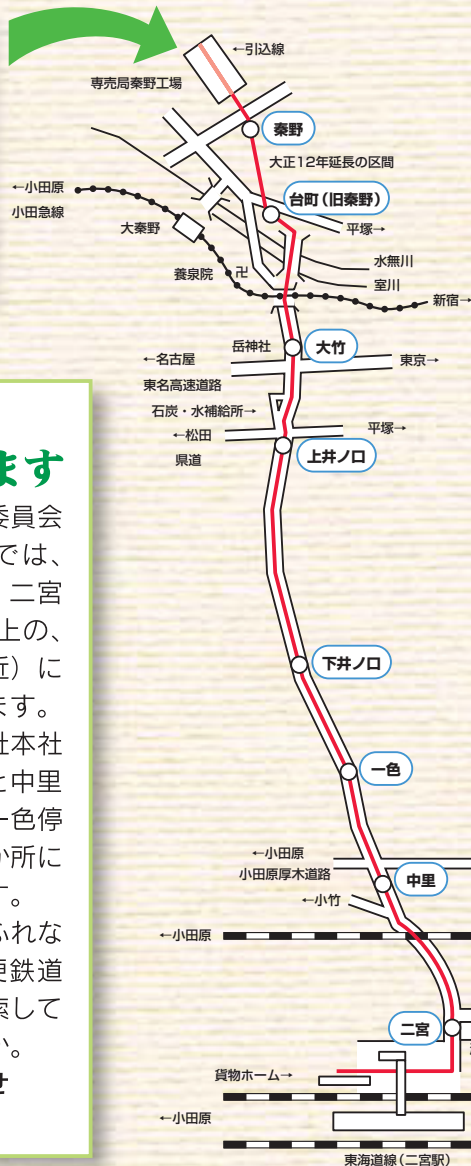 ←引込線
専売局秦野工場
秦野
大正12年延長の区間
←小田原
小田急線
台町(旧秦野)
平塚→
大秦野
水無川
養泉院
卍
室川
新宿→
岳神社
大竹
←名古屋
東京→
東名高速道路
石炭・水補給所→
←松田
平塚→
県道
上井ノ口
ます
委員会
では、
二宮
上の、
近)に
ます。
社本社
と中里
一色停
か所に
す。
ふれな
便鉄道
索して
か。
せ
下井ノ口
一色
←小田原
小田原厚木道路
中里
←小竹
←小田原
二宮
貨物ホーム→
←小田原
東海道線(二宮駅)